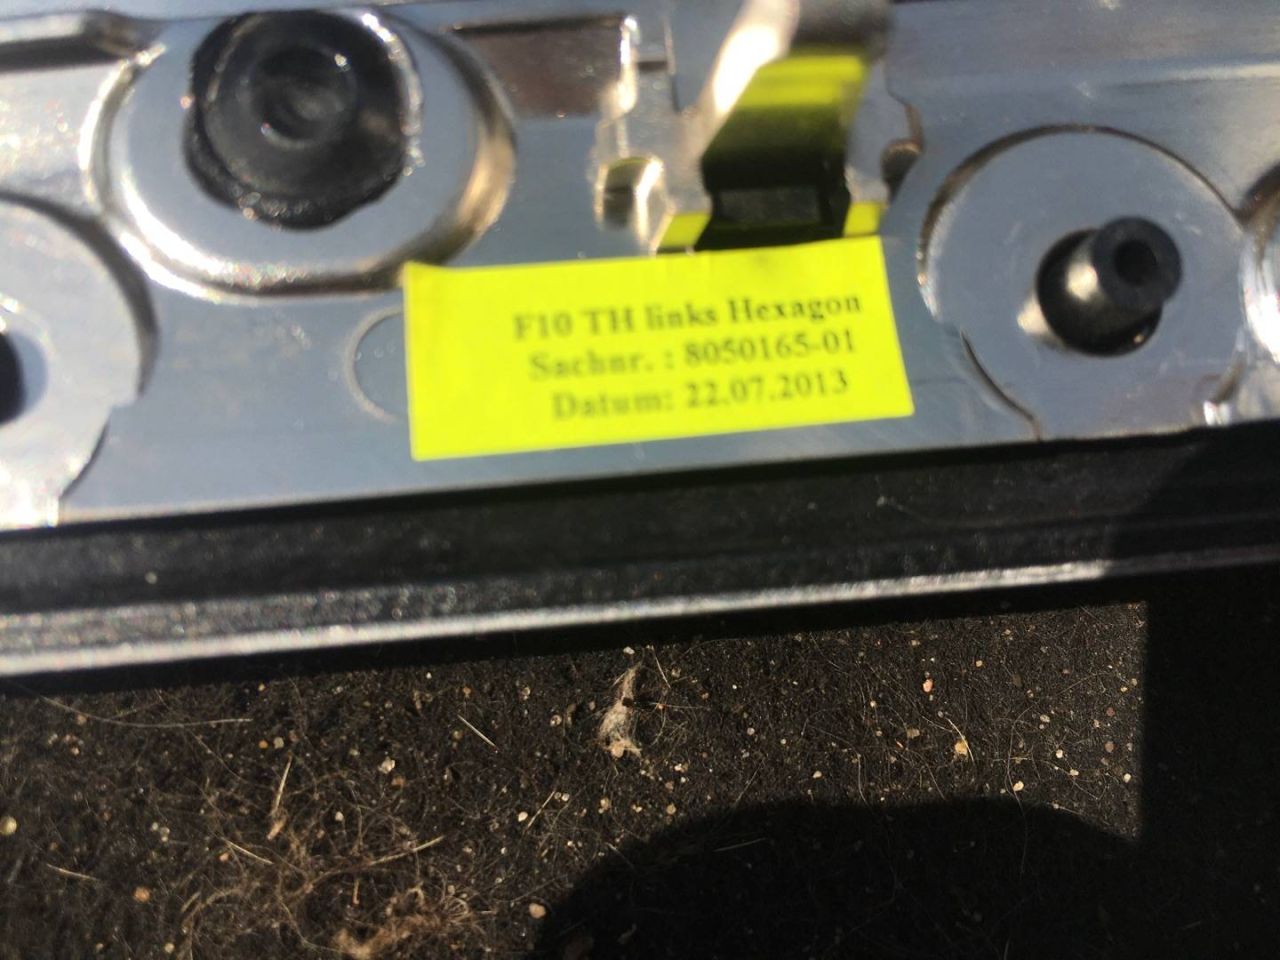 F10 TH links Hexagon
Sachnr. : 8050165-01
Datum: 22.07.2013